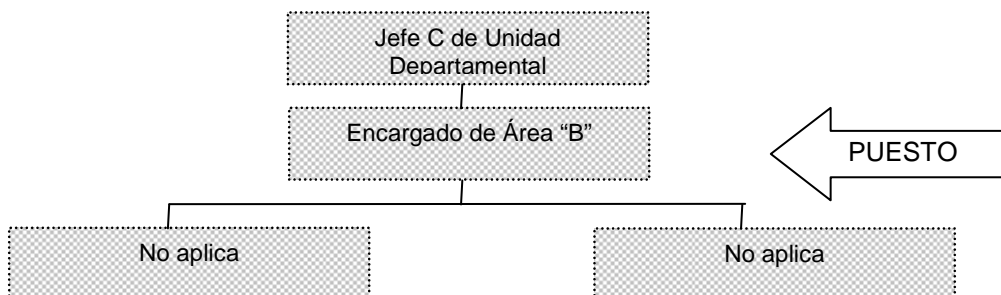 Jefe C de Unidad
Departamental
Encargado de Área “B”
PUESTO
No aplica
No aplica